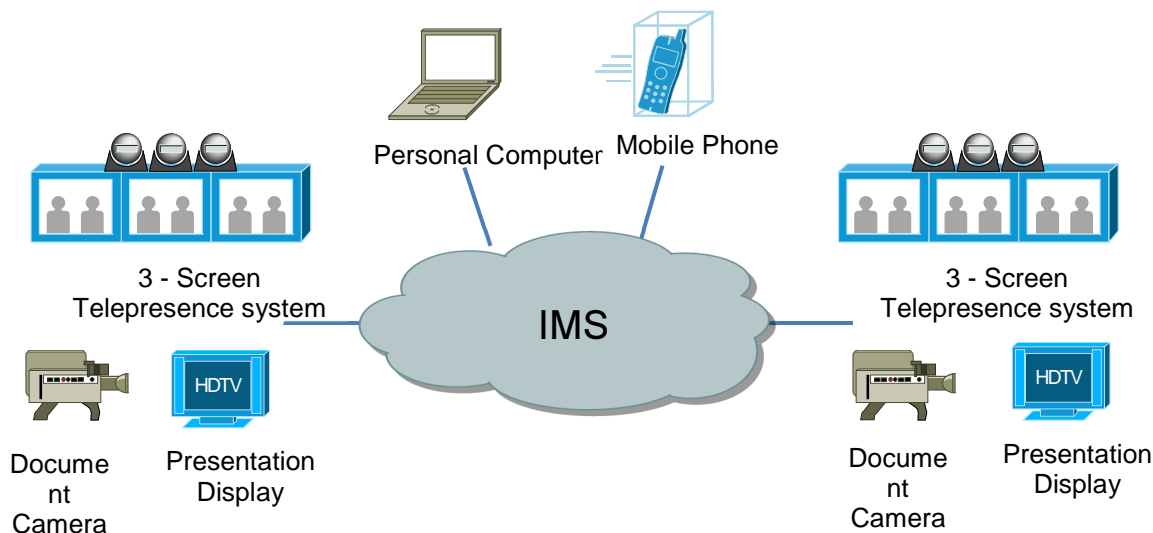 Personal Computer
Mobile Phone
3 - Screen
Telepresence system
3 - Screen
Telepresence system
IMS
HDTV
HDTV
Docume
nt
Camera
Presentation
Display
Docume
nt
Camera
Presentation
Display